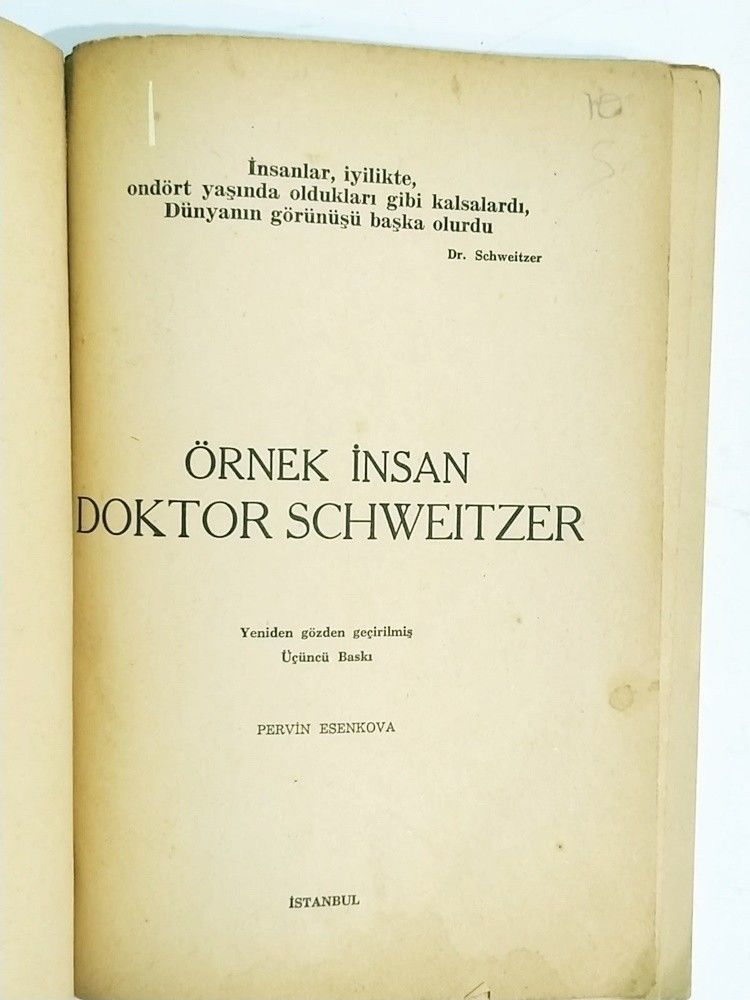 İnsanlar, iyilikte,
ondört yaşında oldukları gibi kalsalardı,
Dünyanın görünüşü başka olurdu
Dr. Schweitzer
ÖRNEK İNSAN
DOKTOR SCHWEITZER
Yeniden gözden geçirilmiş
Üçüncü Baskı
PERVİN ESENKOVA
İSTANBUL